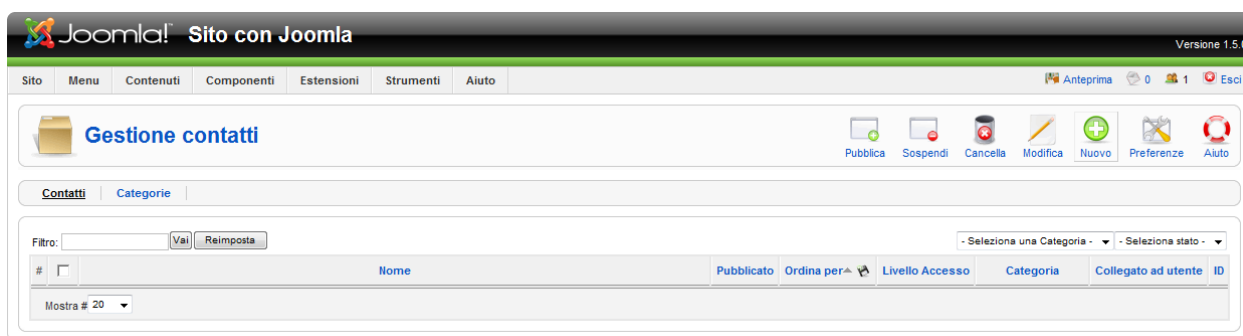 Joomla! Sito con Joomla
Versione 1.5.
Sito Menu Contenuti Componenti Estensioni Strumenti Aiuto Anteprima 0 1 Esci
Gestione contatti
Pubblica Sospendi Cancella Modifica Nuovo Preferenze Aiuto
Contatti Categorie
Filtro: Vai Reimposta - Seleziona una Categoria - - Seleziona stato -
# Nome Pubblicato Ordina per Livello Accesso Categoria Collegato ad utente ID
Mostra # 20